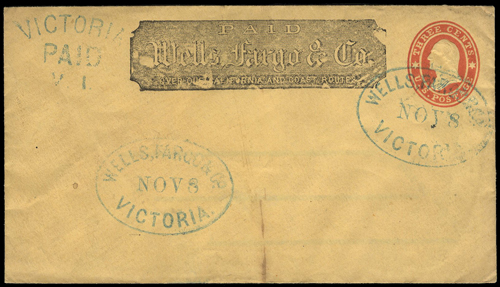 VICTORIA
PAID
V. I.
PAID
Wells, Fargo & Co.
OVER OUR CALIFORNIA AND COAST ROUTES
THREE CENTS
U.S. POSTAGE
WELLS, FARGO & CO
NOV 8
VICTORIA
WELLS, FARGO & CO
NOV 8
VICTORIA.